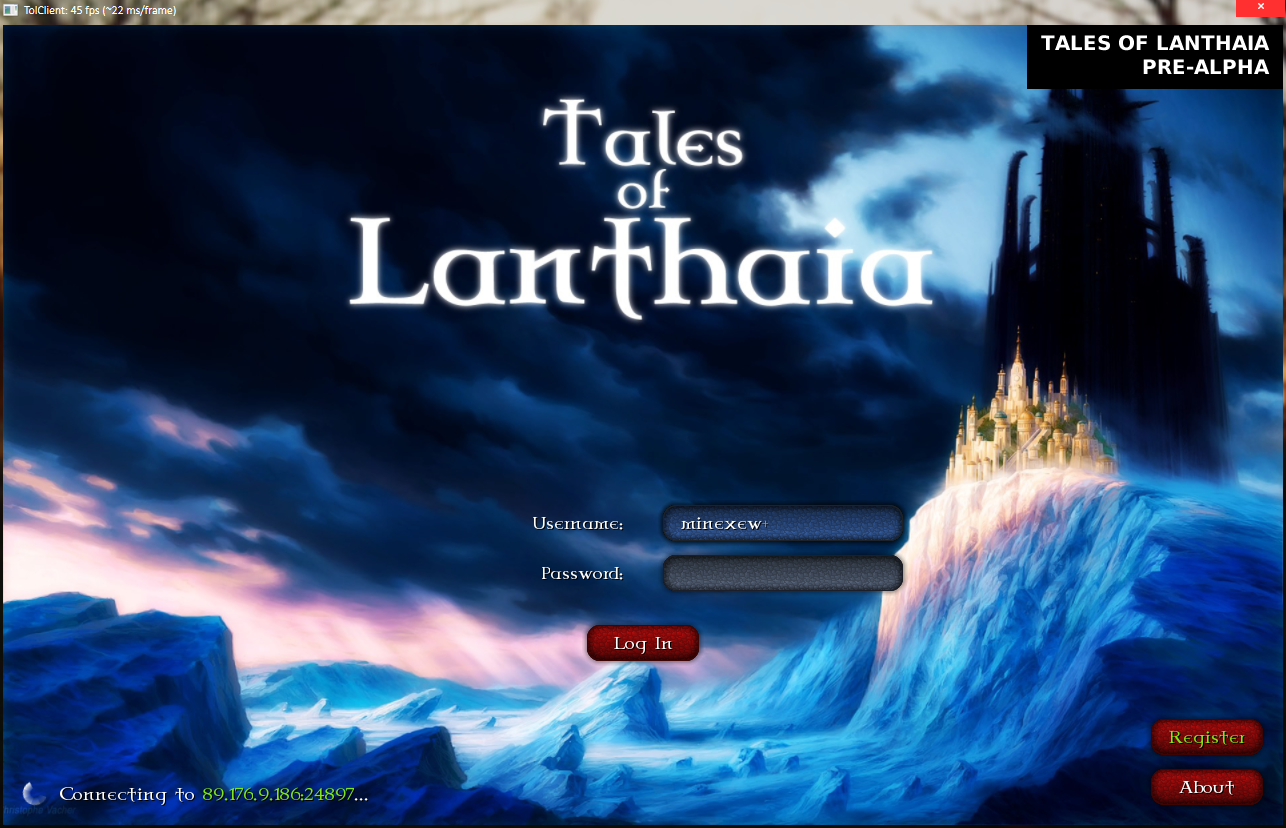 TolClient: 45 fps (~22 ms/frame)
TALES OF LANTHAIA
PRE-ALPHA
Tales
of
Lanthaia
Username: minexew
Password:
Log In
Register
About
Connecting to 89.176.9.186:24897...